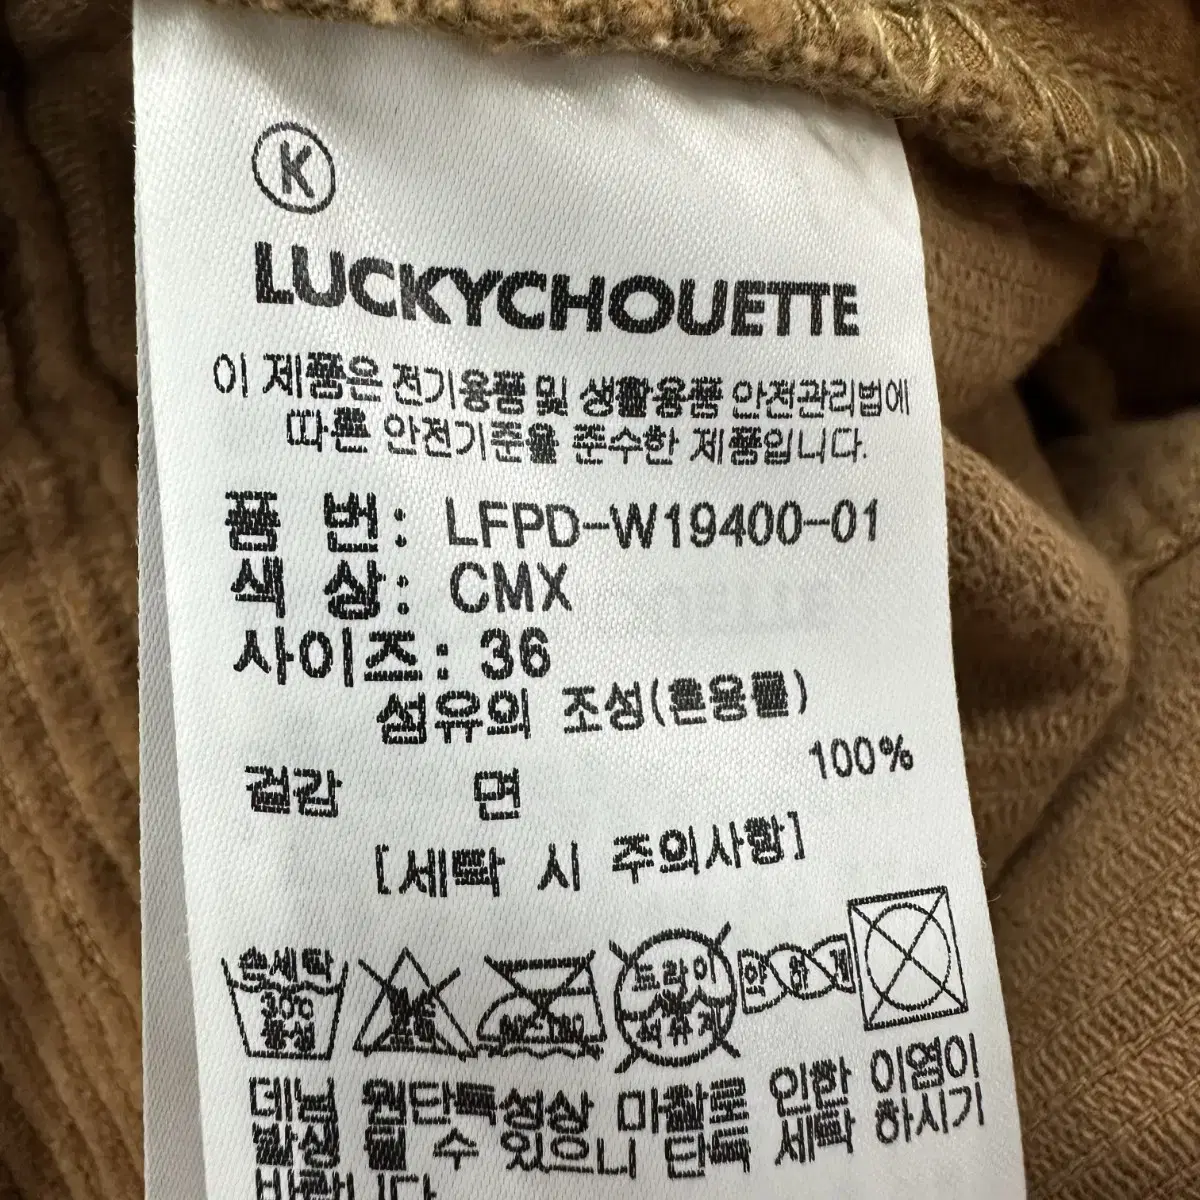 K
LUCKYCHOUETTE
이 제품은 전기용품 및 생활용품 안전관리법에
따른 안전기준을 준수한 제품입니다.
품 번: LFPD-W19400-01
색 상: CMX
사이즈: 36
섬유의 조성(혼용률)
100%
겉감 면
[세탁 시 주의사항]
손세탁
30°
중성
드라이
석유계
약하게
데님 원단특성상 마찰로 인한 이염이
발생 될 수 있으니 단독 세탁 하시기
바랍니다